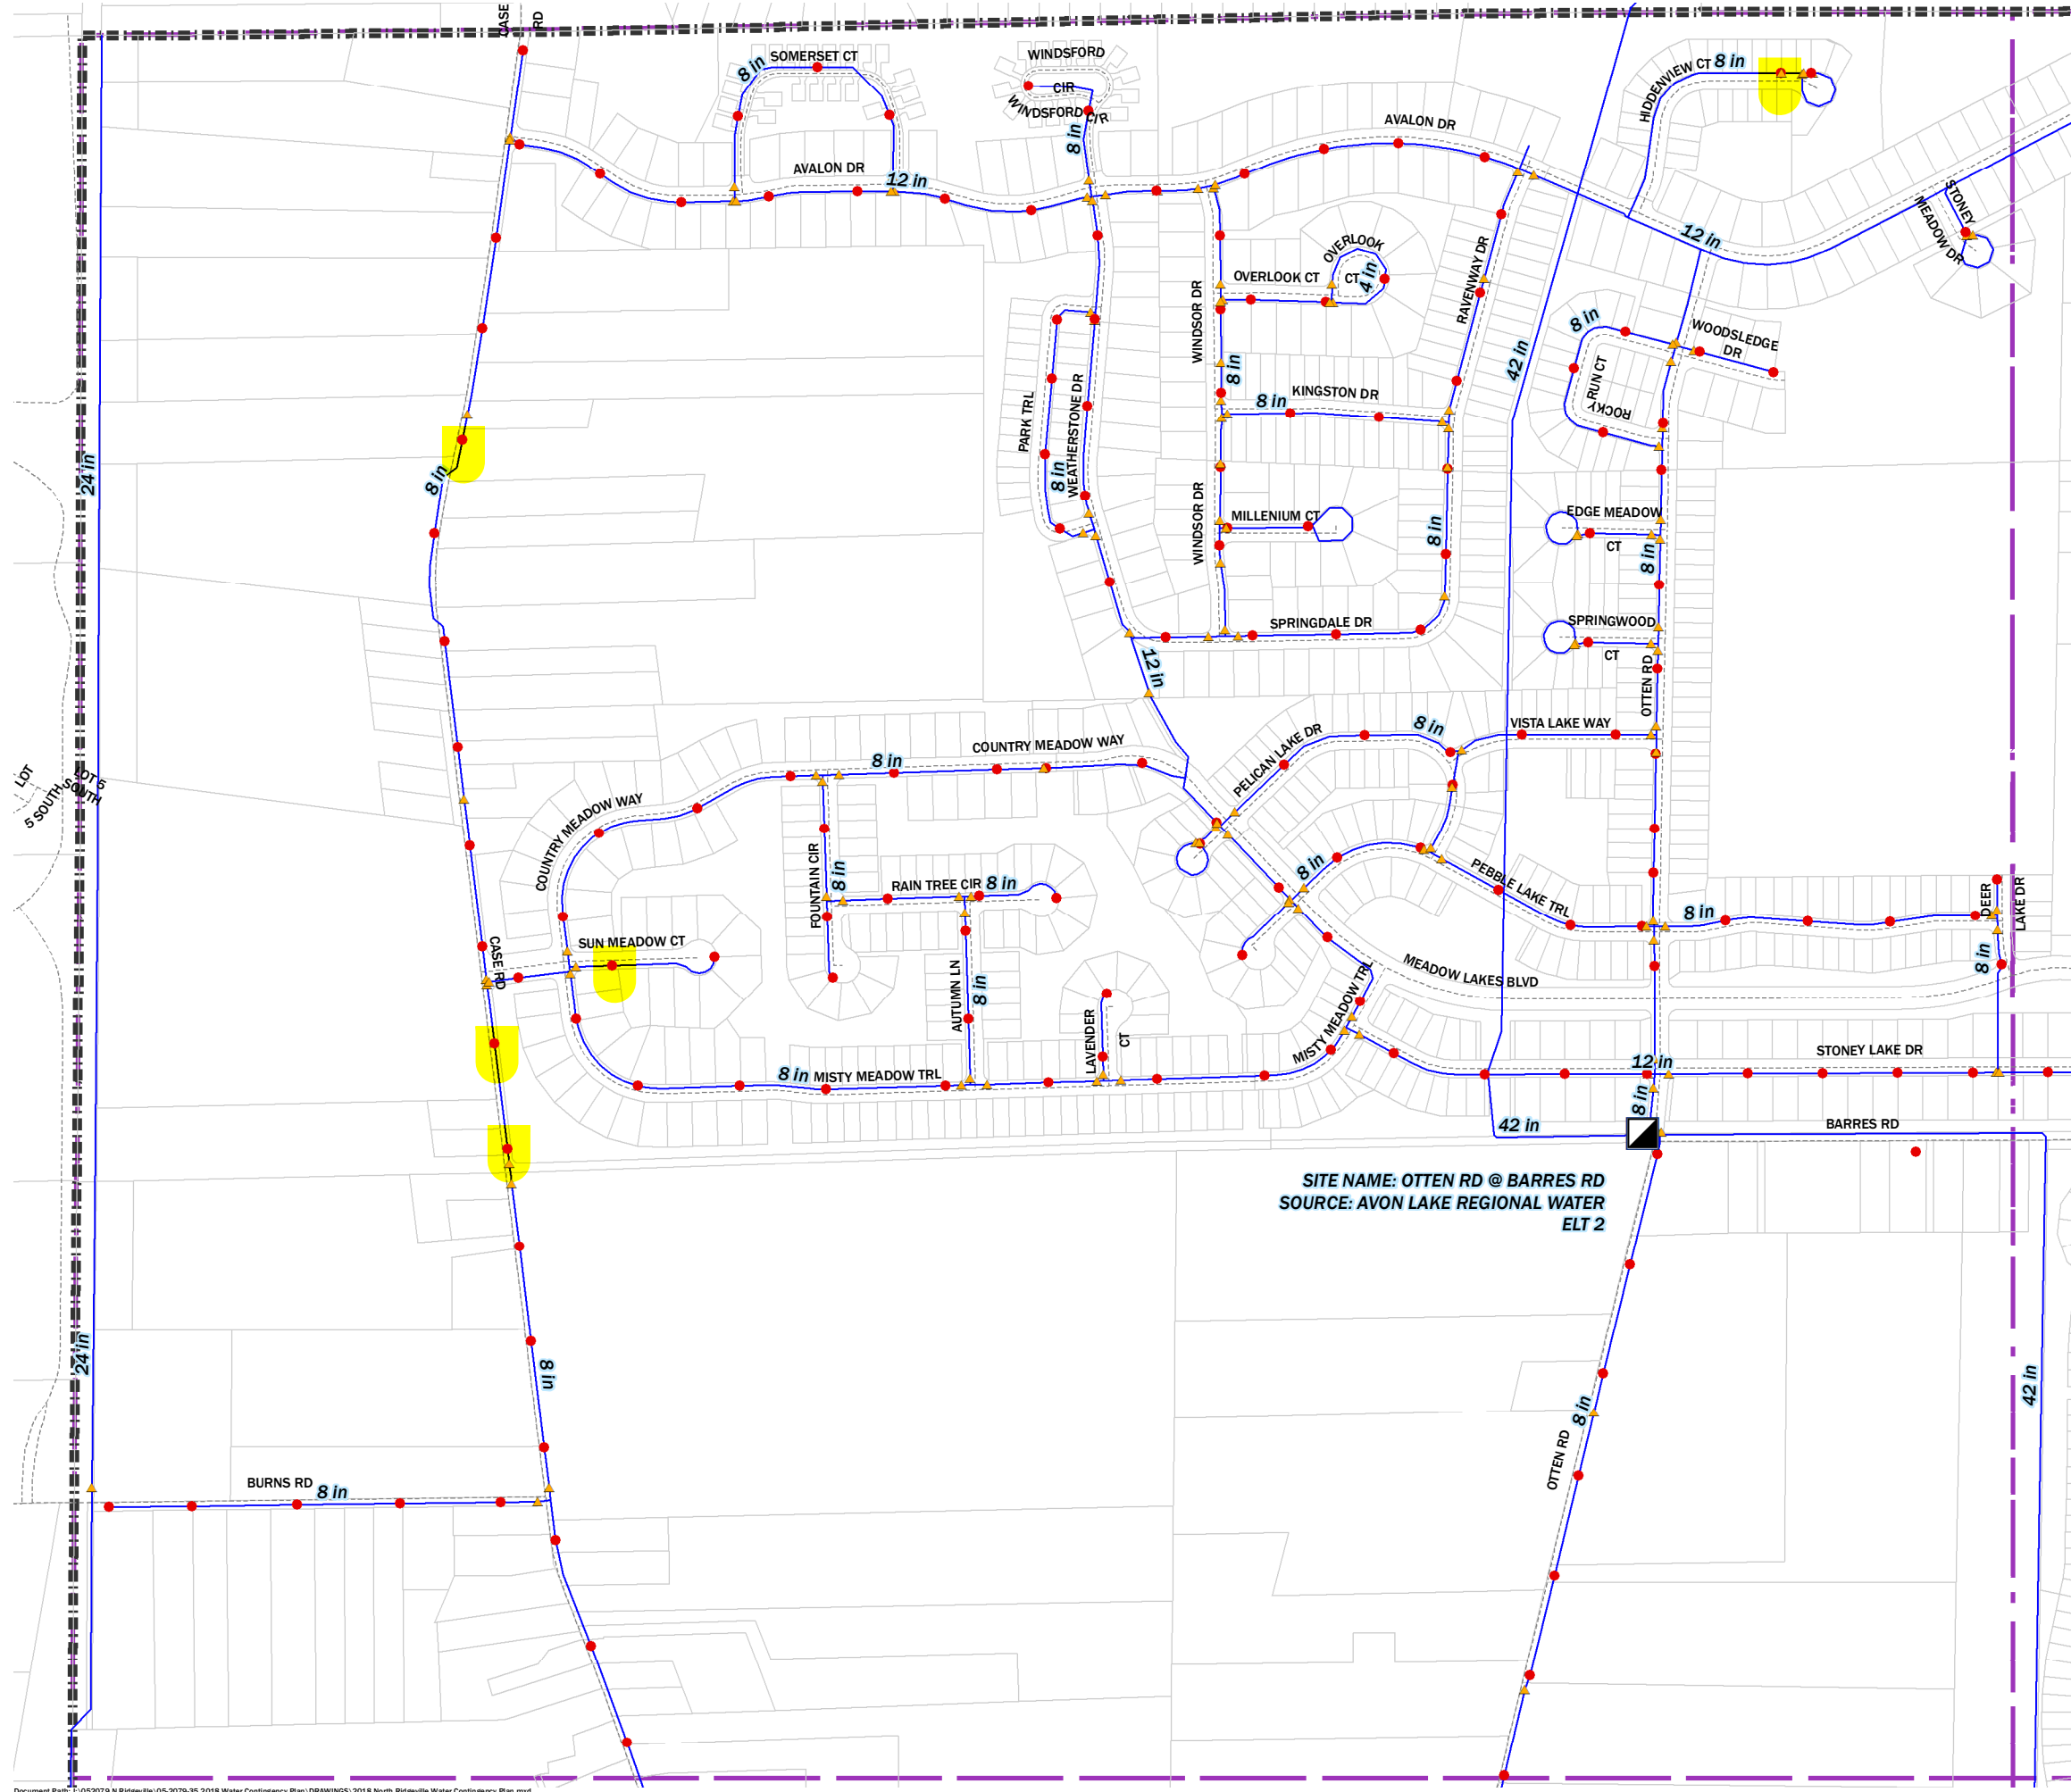 CASE
RD
SOMERSET CT
8 in
WINDSFORD
CIR
WINDSFORD CIR
8 in
HIDDENVIEW CT
8 in
AVALON DR
AVALON DR
12 in
STONEY
MEADOW DR
12 in
OVERLOOK
CT
4 in
OVERLOOK CT
RAVENWAY DR
WINDSOR DR
8 in
WOODSLEDGE
DR
8 in
RUN CT
ROCKY
42 in
KINGSTON DR
8 in
PARK TRL
WEATHERSTONE DR
8 in
24 in
8 in
WINDSOR DR
MILLENIUM CT
8 in
EDGE MEADOW
CT
8 in
SPRINGWOOD
CT
SPRINGDALE DR
12 in
OTTEN RD
PELICAN LAKE DR
8 in
VISTA LAKE WAY
COUNTRY MEADOW WAY
8 in
LOT
5 SOUTH
LOT 5
SOUTH
COUNTRY MEADOW WAY
FOUNTAIN CIR
8 in
RAIN TREE CIR
8 in
8 in
PEBBLE LAKE TRL
8 in
DEER
LAKE DR
8 in
CASE RD
SUN MEADOW CT
AUTUMN LN
8 in
MEADOW LAKES BLVD
LAVENDER
CT
MISTY MEADOW TRL
8 in
MISTY MEADOW TRL
12 in
STONEY LAKE DR
8 in
42 in
BARRES RD
SITE NAME: OTTEN RD @ BARRES RD
SOURCE: AVON LAKE REGIONAL WATER
ELT 2
24 in
8 in
42 in
8 in
OTTEN RD
BURNS RD
8 in